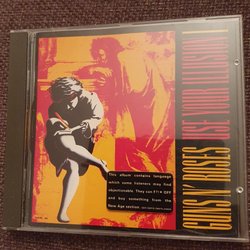 This album contains language
which some listeners may find
objectionable. They can F?!* OFF
and buy something from the
New Age section.
GUNS N' ROSES
USE YOUR ILLUSION I